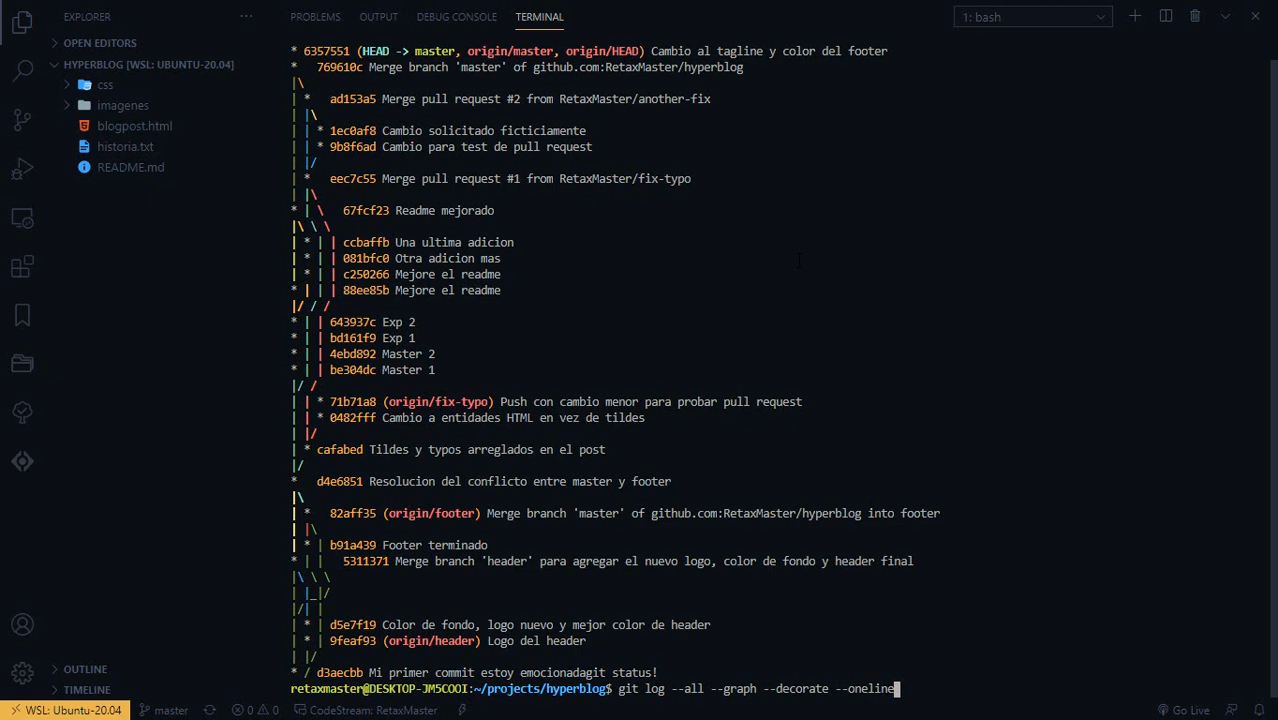 EXPLORER
PROBLEMS OUTPUT DEBUG CONSOLE TERMINAL
1: bash
OPEN EDITORS
HYPERBLOG [WSL: UBUNTU-20.04]
css
imagenes
blogpost.html
historia.txt
README.md
* 6357551 (HEAD -> master, origin/master, origin/HEAD) Cambio al tagline y color del footer
*   769610c Merge branch 'master' of github.com:RetaxMaster/hyperblog
|\
| *   ad153a5 Merge pull request #2 from RetaxMaster/another-fix
| |\
| | * 1ec0af8 Cambio solicitado ficticiamente
| | * 9b8f6ad Cambio para test de pull request
| |/
| *   eec7c55 Merge pull request #1 from RetaxMaster/fix-typo
| |\
* | \   67fcf23 Readme mejorado
|\ \ \
| * | | ccbaffb Una ultima adicion
| * | | 081bfc0 Otra adicion mas
| * | | c250266 Mejore el readme
* | | | 88ee85b Mejore el readme
|/ / /
* | | 643937c Exp 2
* | | bd161f9 Exp 1
* | | 4ebd892 Master 2
* | | be304dc Master 1
|/ /
| | * 71b71a8 (origin/fix-typo) Push con cambio menor para probar pull request
| | * 0482fff Cambio a entidades HTML en vez de tildes
| |/
| * cafabed Tildes y typos arreglados en el post
|/
*   d4e6851 Resolucion del conflicto entre master y footer
|\
| *   82aff35 (origin/footer) Merge branch 'master' of github.com:RetaxMaster/hyperblog into footer
| |\
| * | b91a439 Footer terminado
* | |   5311371 Merge branch 'header' para agregar el nuevo logo, color de fondo y header final
|\ \ \
| |_|/
|/| |
| * | d5e7f19 Color de fondo, logo nuevo y mejor color de header
| * | 9feaf93 (origin/header) Logo del header
| |/
* / d3aecbb Mi primer commit estoy emocionadagit status!
retaxmaster@DESKTOP-JM5COOI:~/projects/hyperblog$ git log --all --graph --decorate --oneline
OUTLINE
TIMELINE
WSL: Ubuntu-20.04 master 0 0 CodeStream: RetaxMaster Go Live